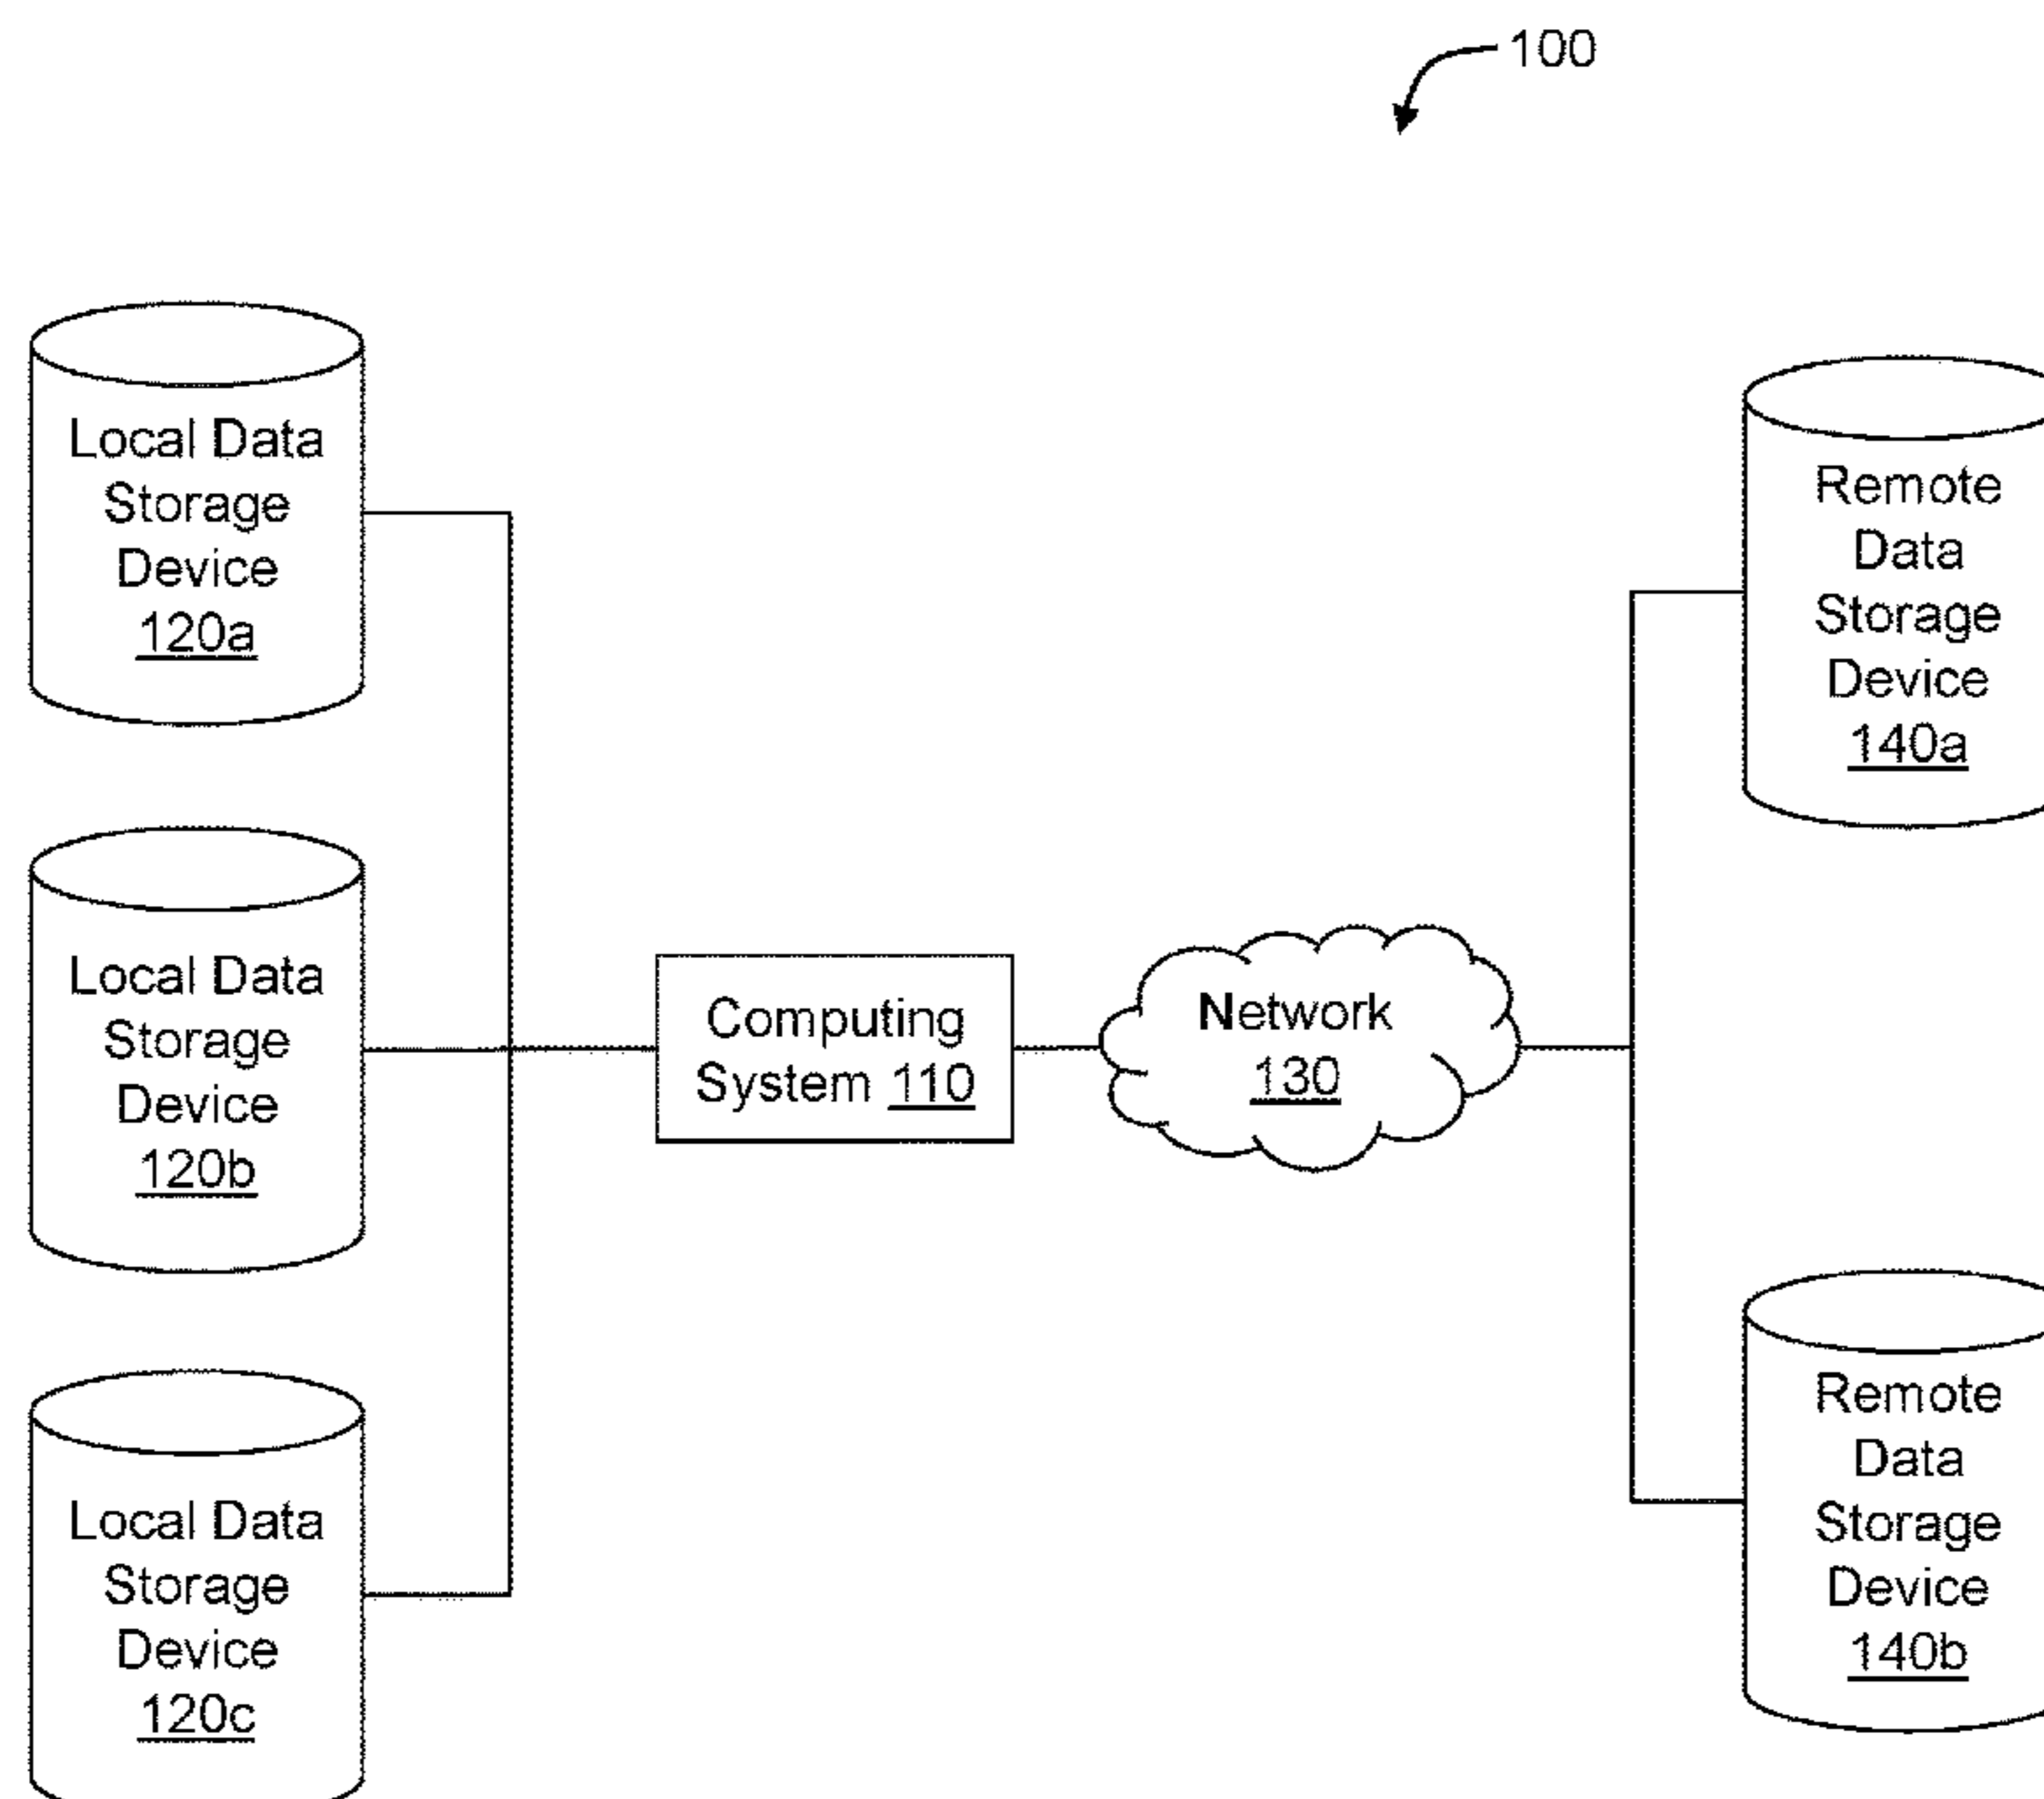 100
Local Data
Storage
Device
120a
Local Data
Storage
Device
120b
Local Data
Storage
Device
120c
Computing
System 110
Network
130
Remote
Data
Storage
Device
140a
Remote
Data
Storage
Device
140b